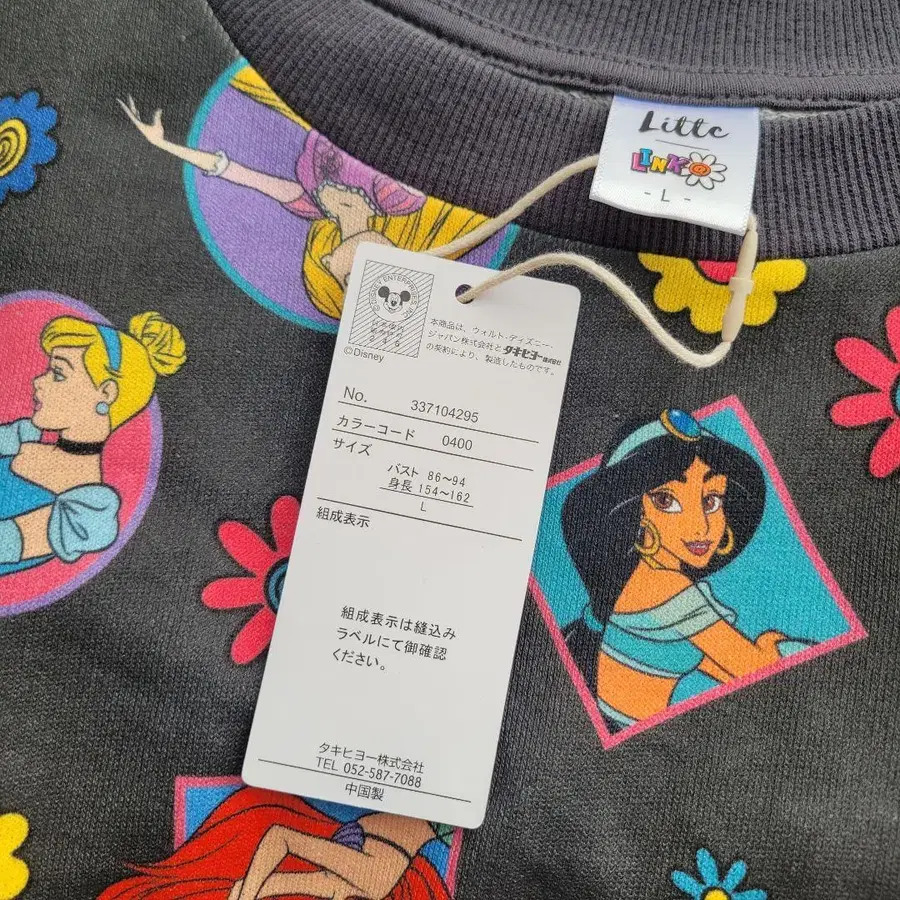 Littc
LINK@
- L -
ENTERPRISES
本商品は、ウォルト・ディズニー・
ジャパン株式会社とタキヒヨー株式会社
の契約により、製造したものです。
©Disney
No. 337104295
カラーコード 0400
サイズ
バスト 86～94
身長 154～162
L
組成表示
組成表示は縫込み
ラベルにて御確認
ください。
タキヒヨー株式会社
TEL 052-587-7088
中国製